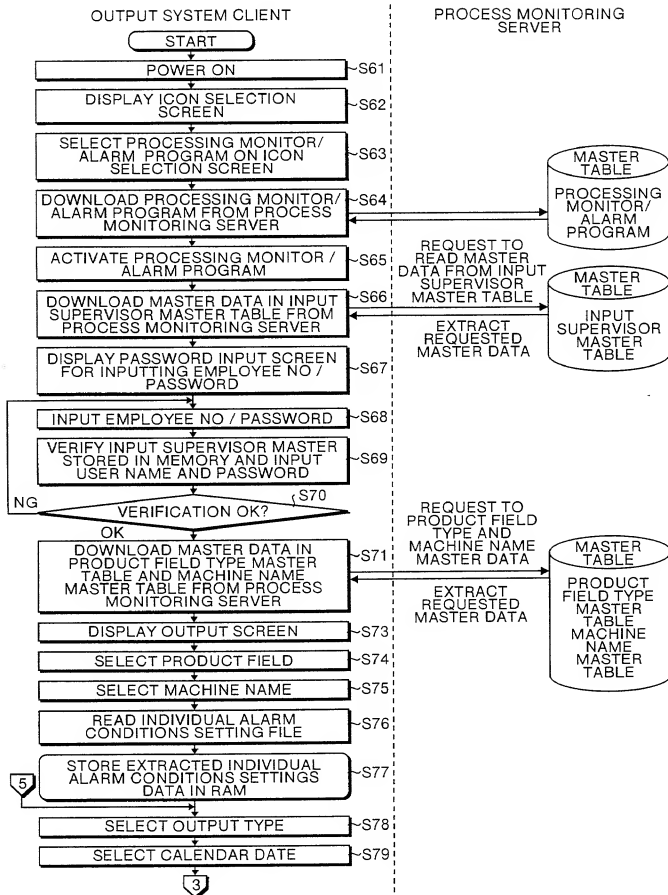 OUTPUT SYSTEM CLIENT
PROCESS MONITORING
SERVER
START
POWER ON
S61
DISPLAY ICON SELECTION
SCREEN
S62
SELECT PROCESSING MONITOR/
ALARM PROGRAM ON ICON
SELECTION SCREEN
S63
DOWNLOAD PROCESSING MONITOR/
ALARM PROGRAM FROM PROCESS
MONITORING SERVER
S64
MASTER
TABLE
PROCESSING
MONITOR/
ALARM
PROGRAM
ACTIVATE PROCESSING MONITOR /
ALARM PROGRAM
S65
REQUEST TO
READ MASTER
DATA FROM INPUT
SUPERVISOR
MASTER TABLE
DOWNLOAD MASTER DATA IN INPUT
SUPERVISOR MASTER TABLE FROM
PROCESS MONITORING SERVER
S66
EXTRACT
REQUESTED
MASTER DATA
MASTER
TABLE
INPUT
SUPERVISOR
MASTER
TABLE
DISPLAY PASSWORD INPUT SCREEN
FOR INPUTTING EMPLOYEE NO /
PASSWORD
S67
INPUT EMPLOYEE NO / PASSWORD
S68
VERIFY INPUT SUPERVISOR MASTER
STORED IN MEMORY AND INPUT
USER NAME AND PASSWORD
S69
NG
VERIFICATION OK?
S70
OK
REQUEST TO
PRODUCT FIELD
TYPE AND
MACHINE NAME
MASTER DATA
DOWNLOAD MASTER DATA IN
PRODUCT FIELD TYPE MASTER
TABLE AND MACHINE NAME
MASTER TABLE FROM PROCESS
MONITORING SERVER
S71
EXTRACT
REQUESTED
MASTER DATA
MASTER
TABLE
PRODUCT
FIELD TYPE
MASTER
TABLE
MACHINE
NAME
MASTER
TABLE
DISPLAY OUTPUT SCREEN
S73
SELECT PRODUCT FIELD
S74
SELECT MACHINE NAME
S75
READ INDIVIDUAL ALARM
CONDITIONS SETTING FILE
S76
STORE EXTRACTED INDIVIDUAL
ALARM CONDITIONS SETTINGS
DATA IN RAM
S77
5
SELECT OUTPUT TYPE
S78
SELECT CALENDAR DATE
S79
3